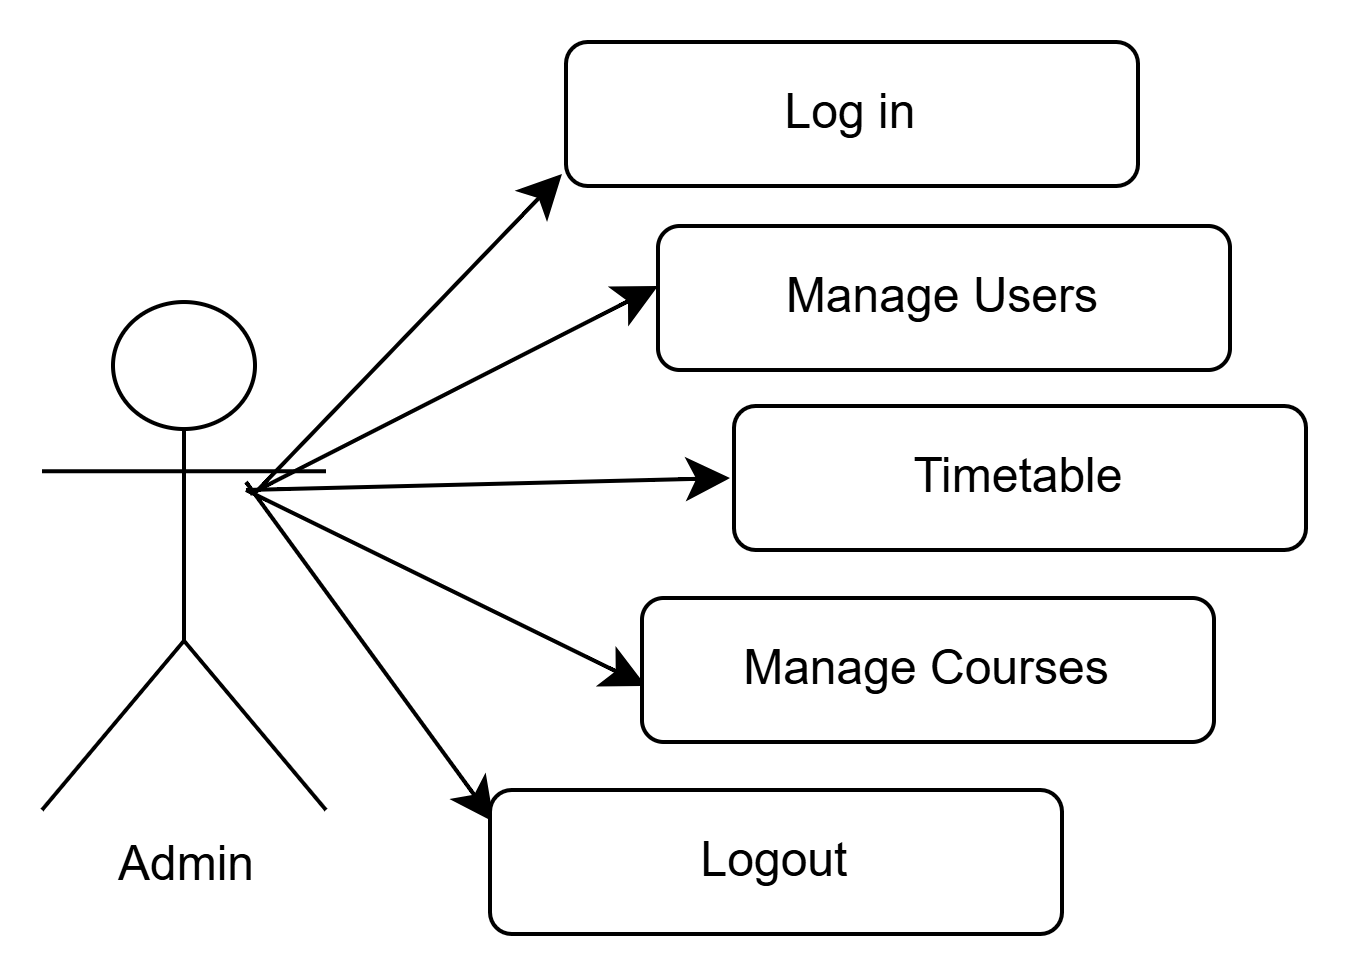 Log in
Manage Users
Timetable
Manage Courses
Logout
Admin